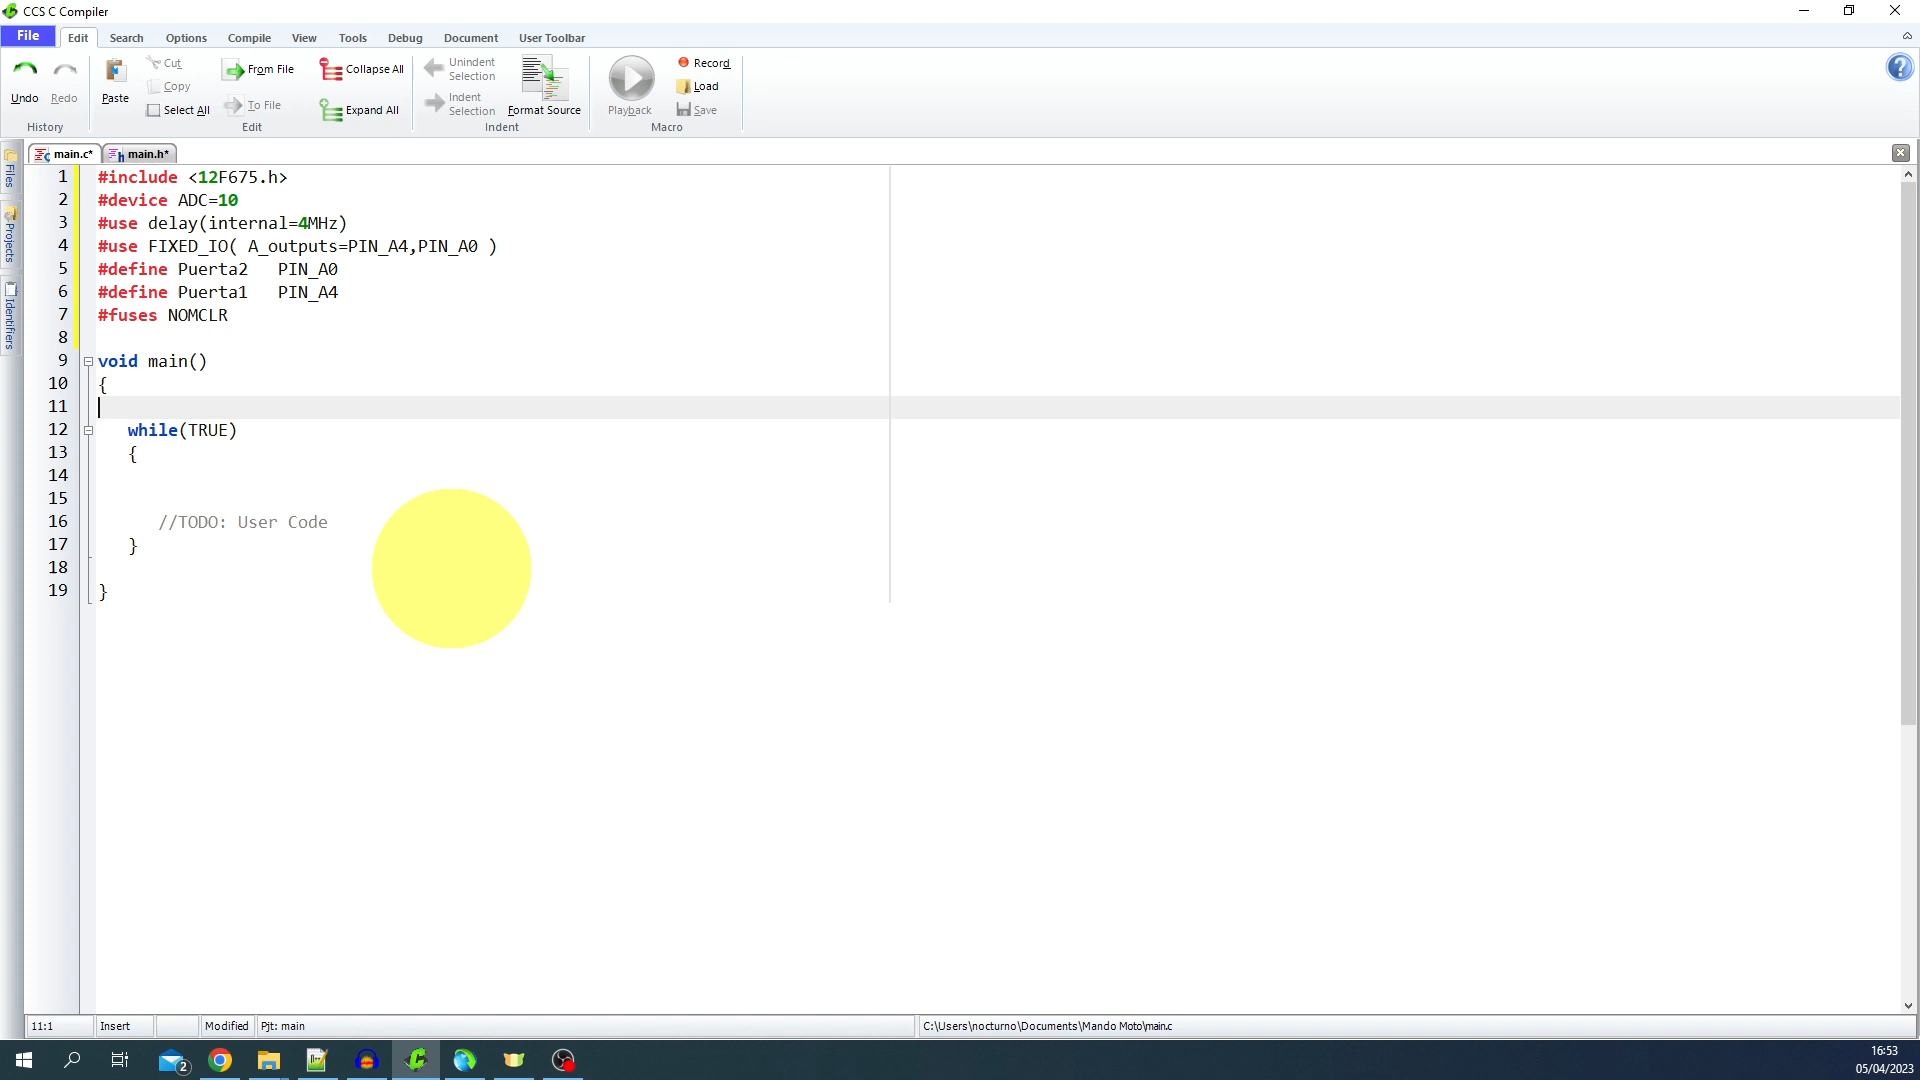 CCS C Compiler
File Edit Search Options Compile View Tools Debug Document User Toolbar
Undo Redo
History
Paste
Cut
Copy
Select All
From File
To File
Edit
Collapse All
Expand All
Unindent Selection
Indent Selection
Format Source
Indent
Playback
Record
Load
Save
Macro
Files
Projects
Identifiers
main.c* main.h*
1 #include <12F675.h>
2 #device ADC=10
3 #use delay(internal=4MHz)
4 #use FIXED_IO( A_outputs=PIN_A4,PIN_A0 )
5 #define Puerta2   PIN_A0
6 #define Puerta1   PIN_A4
7 #fuses NOMCLR
8
9 void main()
10 {
11
12    while(TRUE)
13    {
14
15
16       //TODO: User Code
17    }
18
19 }
11:1 Insert Modified Pjt: main C:\Users\nocturno\Documents\Mando Moto\main.c
2
16:53
05/04/2023